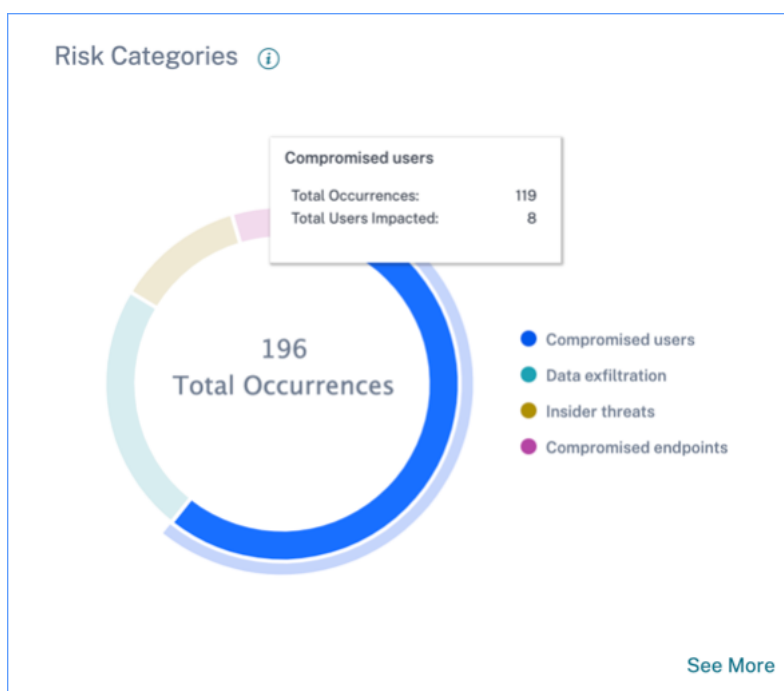 Risk Categories i
Compromised users
Total Occurrences: 119
Total Users Impacted: 8
196
Total Occurrences
Compromised users
Data exfiltration
Insider threats
Compromised endpoints
See More